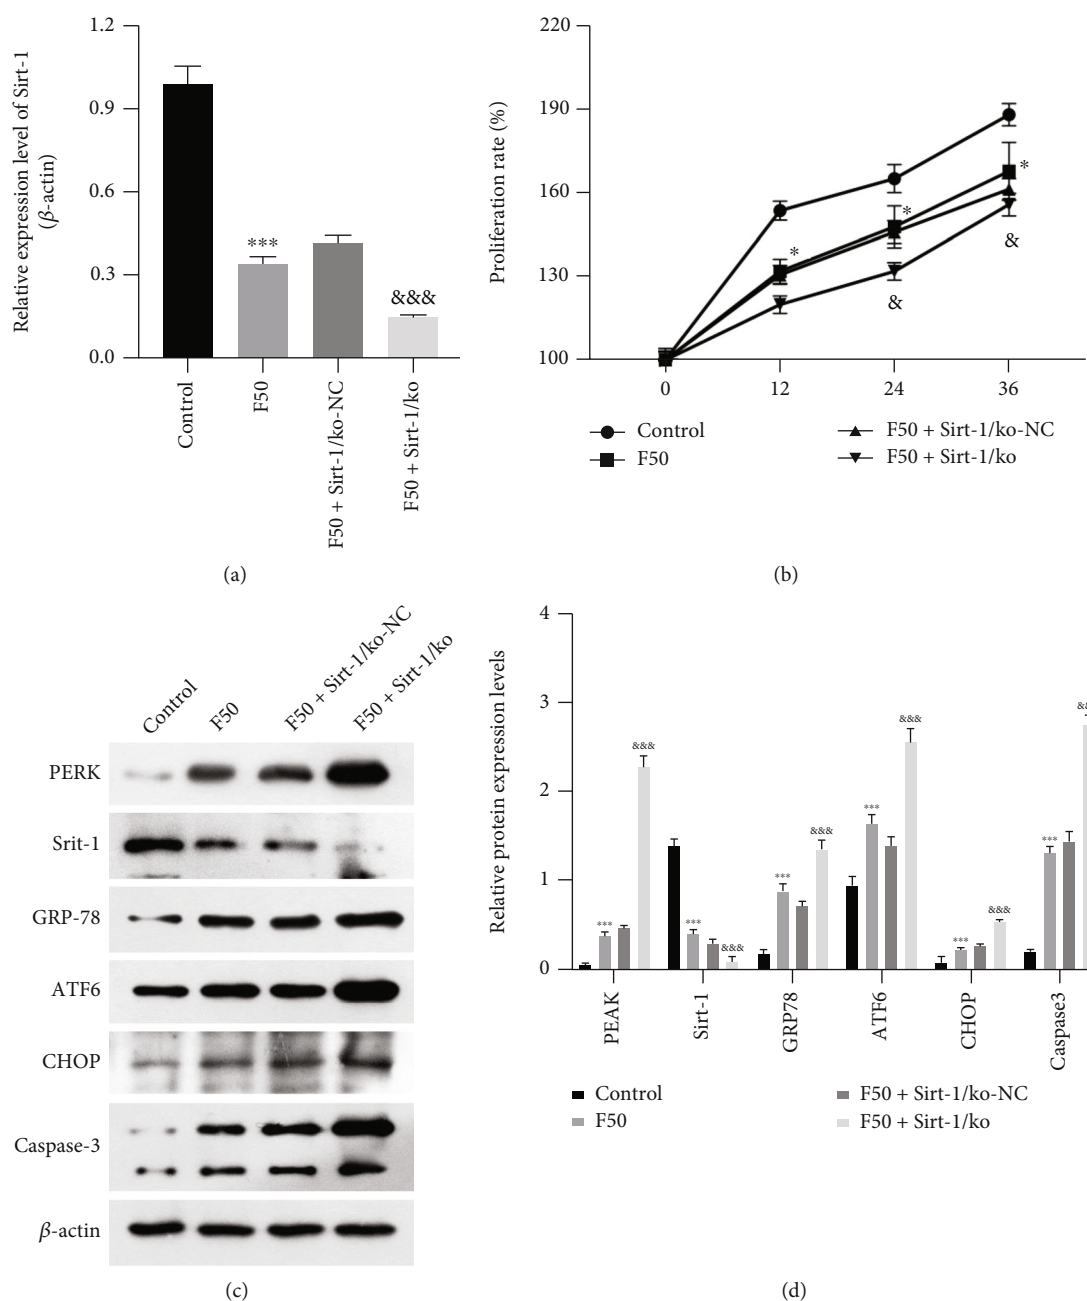 1.2
0.9
0.6
0.3
0.0
Relative expression level of Sirt-1
(β-actin)
***
&&&
Control
F50
F50 + Sirt-1/ko-NC
F50 + Sirt-1/ko
(a)
220
190
160
130
100
Proliferation rate (%)
*
*
*
&
&
0 12 24 36
Control
F50
F50 + Sirt-1/ko-NC
F50 + Sirt-1/ko
(b)
Control
F50
F50 + Sirt-1/ko-NC
F50 + Sirt-1/ko
PERK
Srit-1
GRP-78
ATF6
CHOP
Caspase-3
β-actin
(c)
4
3
2
1
0
Relative protein expression levels
***
&&&
***
&&&
***
&&&
***
&&&
***
&&&
***
&&
PEAK
Sirt-1
GRP78
ATF6
CHOP
Caspase3
Control
F50
F50 + Sirt-1/ko-NC
F50 + Sirt-1/ko
(d)